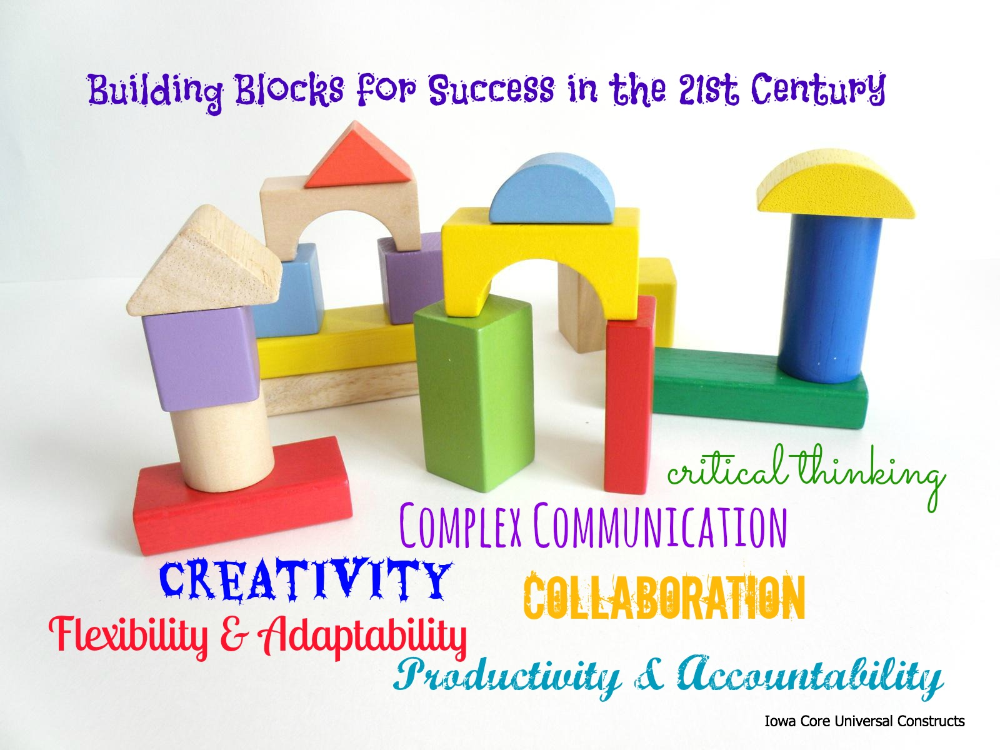 Building Blocks for Success in the 21st Century
critical thinking
Complex Communication
CREATIVITY
COLLABORATION
Flexibility & Adaptability
Productivity & Accountability
Iowa Core Universal Constructs